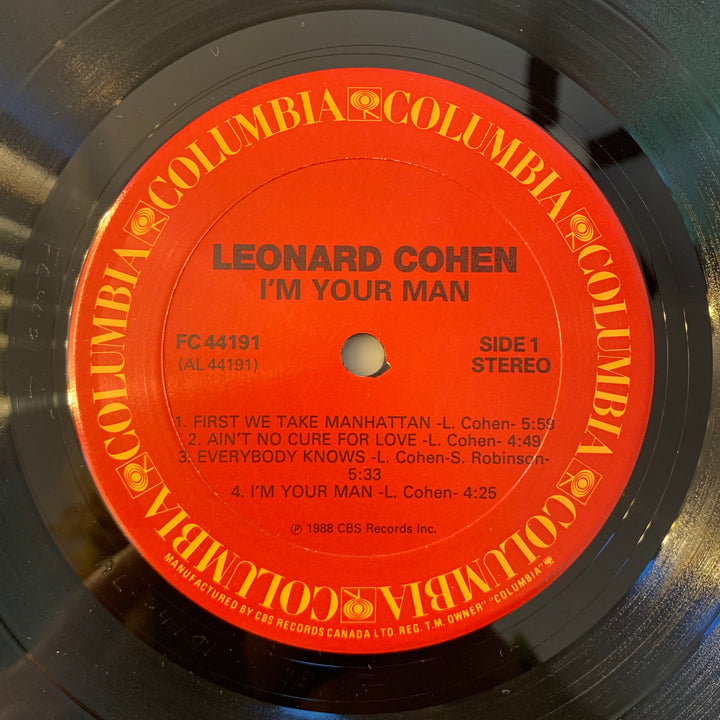 COLUMBIA COLUMBIA COLUMBIA COLUMBIA COLUMBIA COLUMBIA COLUMBIA COLUMBIA
LEONARD COHEN
I'M YOUR MAN
FC 44191
(AL 44191)
SIDE 1
STEREO
1. FIRST WE TAKE MANHATTAN -L. Cohen- 5:59
2. AIN'T NO CURE FOR LOVE -L. Cohen- 4:49
3. EVERYBODY KNOWS -L. Cohen-S. Robinson-
5:33
4. I'M YOUR MAN -L. Cohen- 4:25
℗ 1988 CBS Records Inc.
MANUFACTURED BY CBS RECORDS CANADA LTD. REG. T.M. OWNER "COLUMBIA"